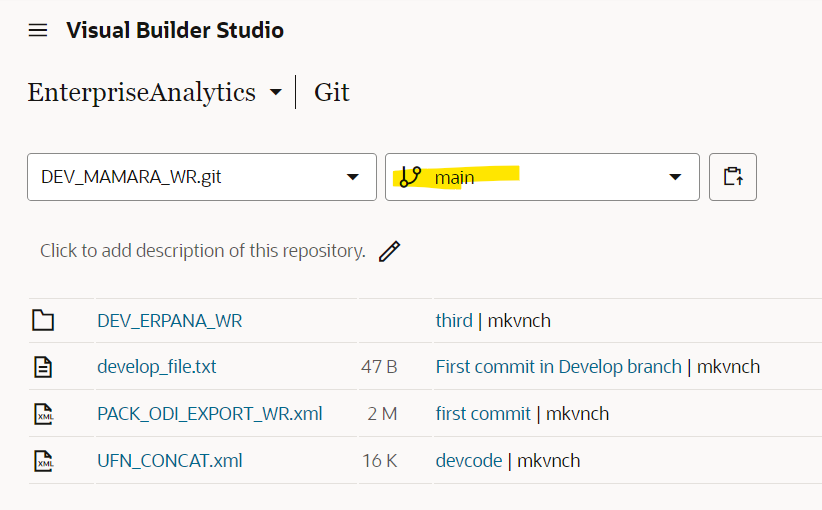 Visual Builder Studio
EnterpriseAnalytics | Git
DEV_MAMARA_WR.git main
Click to add description of this repository.
DEV_ERPANA_WR third | mkvnch
develop_file.txt 47 B First commit in Develop branch | mkvnch
XML PACK_ODI_EXPORT_WR.xml 2 M first commit | mkvnch
XML UFN_CONCAT.xml 16 K devcode | mkvnch